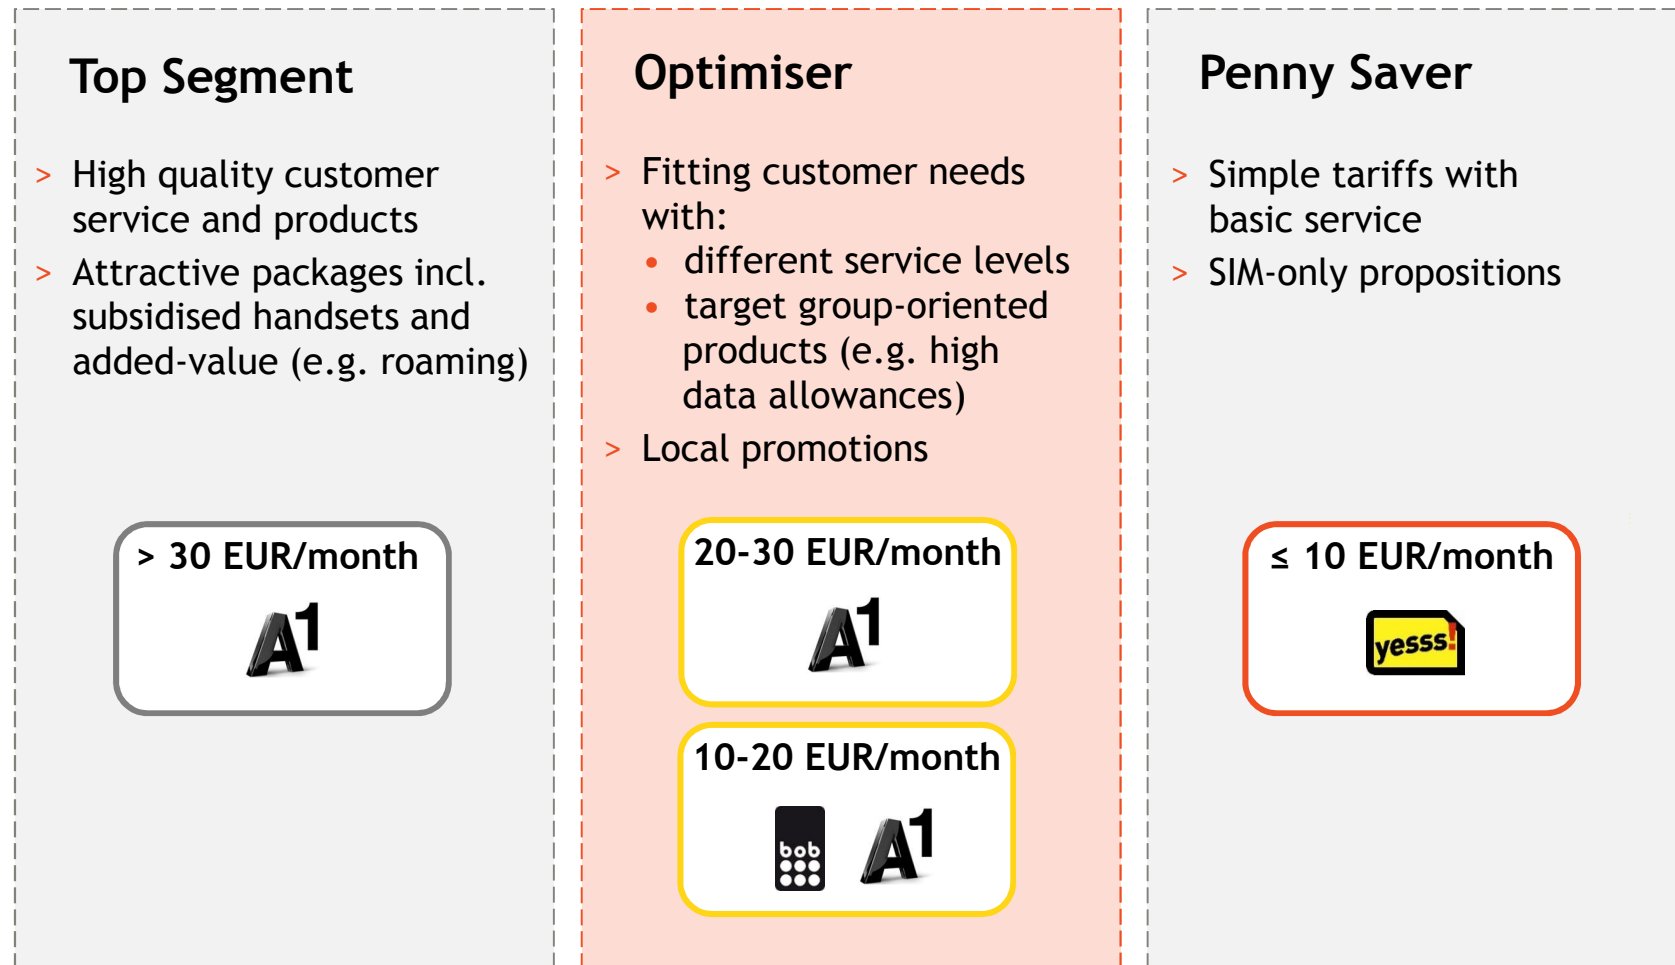 Top Segment
> High quality customer
service and products
> Attractive packages incl.
subsidised handsets and
added-value (e.g. roaming)
> 30 EUR/month
A1
Optimiser
> Fitting customer needs
with:
• different service levels
• target group-oriented
products (e.g. high
data allowances)
> Local promotions
20-30 EUR/month
A1
10-20 EUR/month
bob
A1
Penny Saver
> Simple tariffs with
basic service
> SIM-only propositions
≤ 10 EUR/month
yesss!